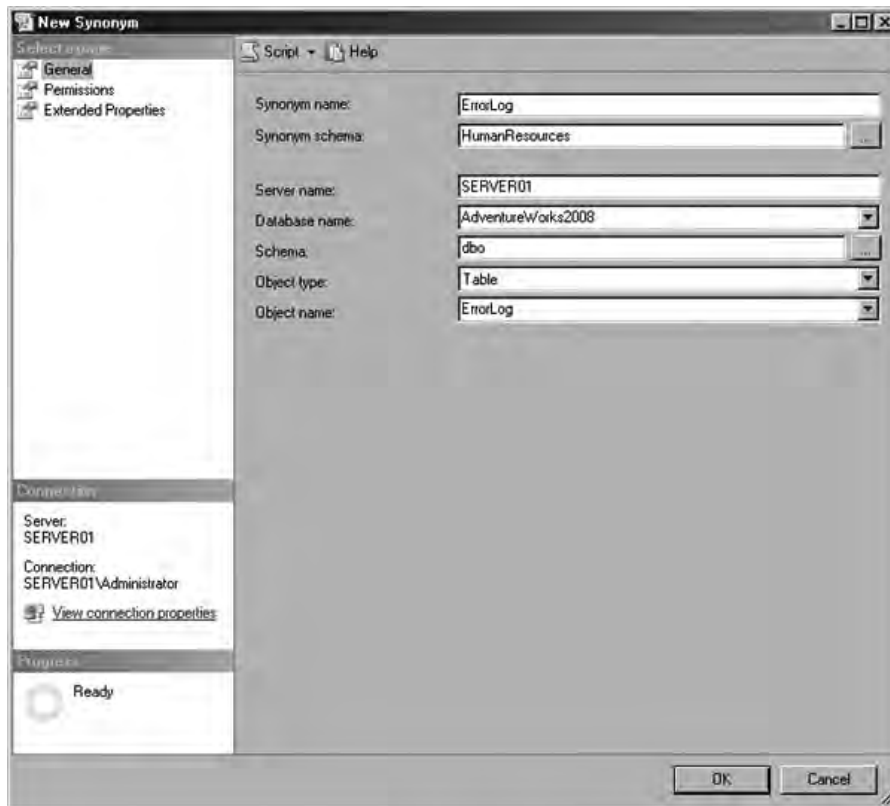 New Synonym
Select a page
General
Permissions
Extended Properties
Script
Help
Synonym name:
ErrorLog
Synonym schema:
HumanResources
...
Server name:
SERVER01
Database name:
AdventureWorks2008
Schema:
dbo
...
Object type:
Table
Object name:
ErrorLog
Connection
Server:
SERVER01
Connection:
SERVER01\Administrator
View connection properties
Progress
Ready
OK
Cancel